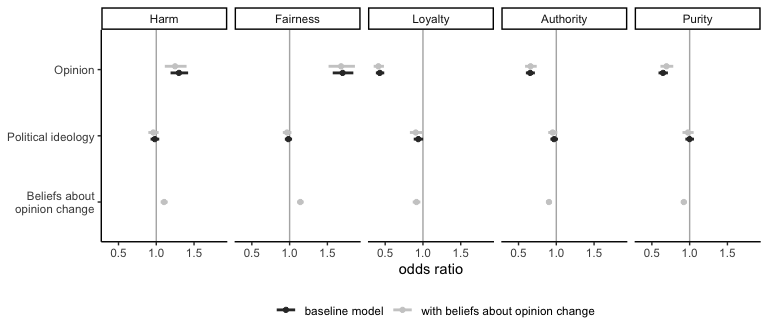 Harm Fairness Loyalty Authority Purity
Opinion
Political ideology
Beliefs about
opinion change
0.5 1.0 1.5 0.5 1.0 1.5 0.5 1.0 1.5 0.5 1.0 1.5 0.5 1.0 1.5
odds ratio
baseline model with beliefs about opinion change